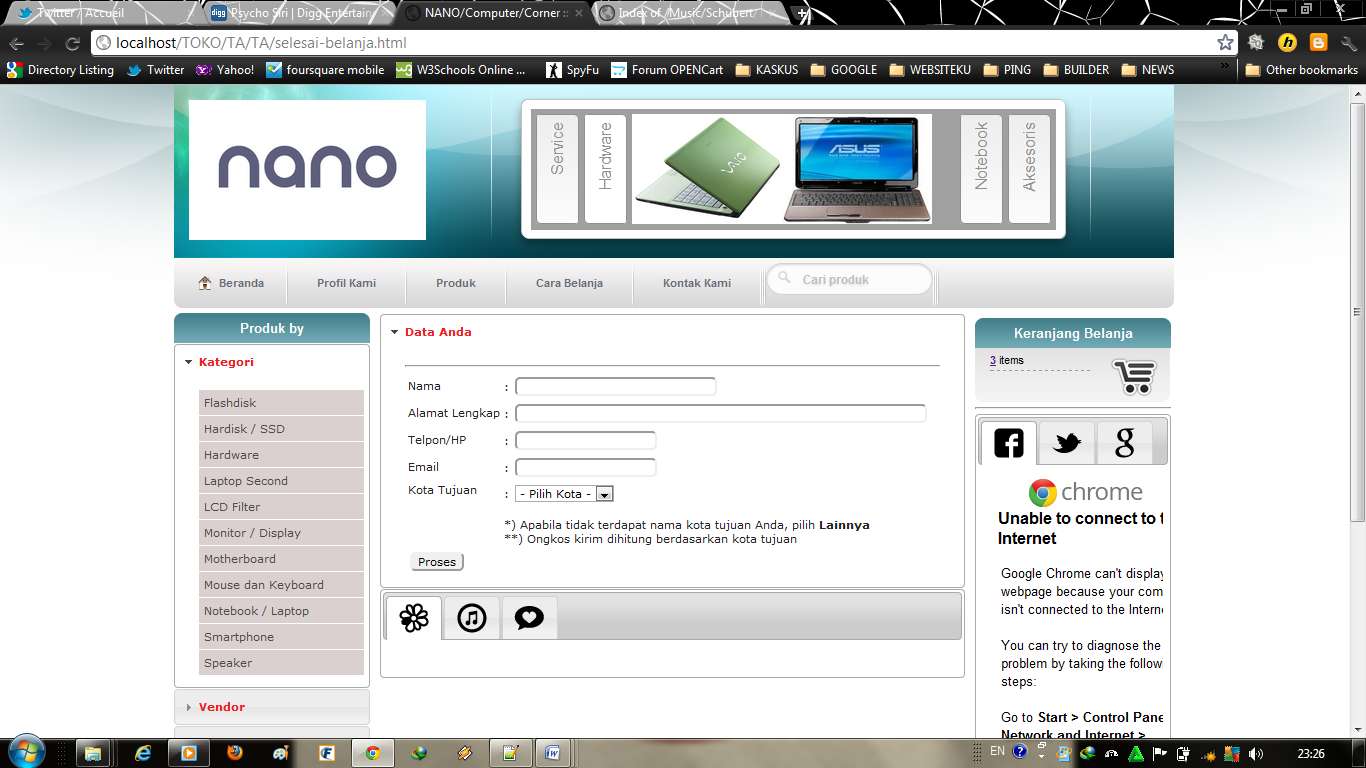 Twitter / Accueil
Psycho Siri | Digg Entertain
NANO/Computer/Corner ::
Index of /Music/Schubert/
localhost/TOKO/TA/TA/selesai-belanja.html
Directory Listing
Twitter
Yahoo!
foursquare mobile
W3Schools Online ...
SpyFu
Forum OPENCart
KASKUS
GOOGLE
WEBSITEKU
PING
BUILDER
NEWS
»
Other bookmarks
nano
Service
Hardware
VAIO
ASUS
Notebook
Aksesoris
Beranda
Profil Kami
Produk
Cara Belanja
Kontak Kami
Cari produk
Produk by
Kategori
Flashdisk
Hardisk / SSD
Hardware
Laptop Second
LCD Filter
Monitor / Display
Motherboard
Mouse dan Keyboard
Notebook / Laptop
Smartphone
Speaker
Vendor
Data Anda
Nama :
Alamat Lengkap :
Telpon/HP :
Email :
Kota Tujuan : - Pilih Kota -
*) Apabila tidak terdapat nama kota tujuan Anda, pilih Lainnya
**) Ongkos kirim dihitung berdasarkan kota tujuan
Proses
Keranjang Belanja
3 items
chrome
Unable to connect to t
Internet
Google Chrome can't display
webpage because your com
isn't connected to the Interne
You can try to diagnose the
problem by taking the followi
steps:
Go to Start > Control Pane
Network and Internet >
EN
23:26